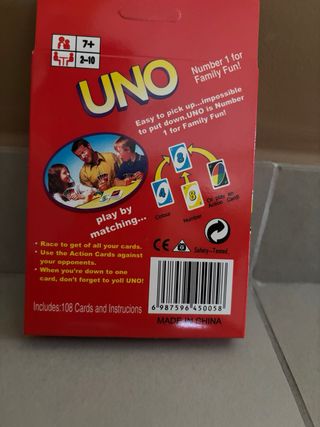 7+
2-10
UNO
Number 1 for
Family Fun!
Easy to pick up...impossible
to put down.UNO is Number
1 for Family Fun!
play by
matching...
Colour
Number
Or play an
Action Card!
• Race to get of all your cards.
• Use the Action Cards against
your opponents.
• When you're down to one
card, don't forget to yoll UNO!
Includes:108 Cards and Instrucions
CE
Safety-Tested
6 987596 450058
MADE IN CHINA